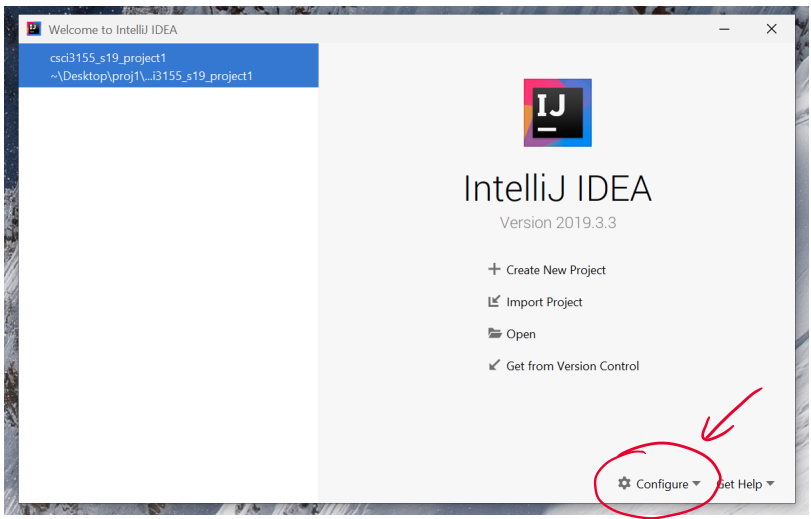 Welcome to IntelliJ IDEA
csci3155_s19_project1
~\Desktop\proj1\...i3155_s19_project1
IJ
IntelliJ IDEA
Version 2019.3.3
Create New Project
Import Project
Open
Get from Version Control
Configure
Get Help